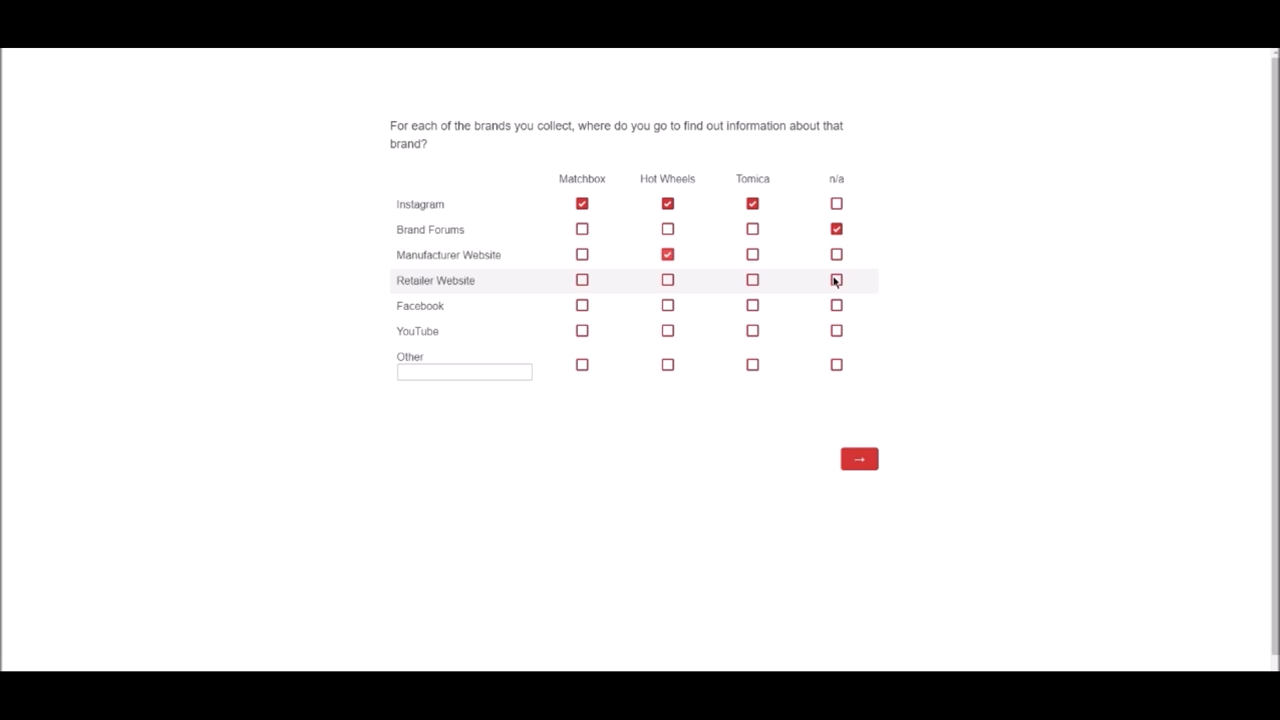 For each of the brands you collect, where do you go to find out information about that
brand?
Matchbox Hot Wheels Tomica n/a
Instagram
Brand Forums
Manufacturer Website
Retailer Website
Facebook
YouTube
Other
→